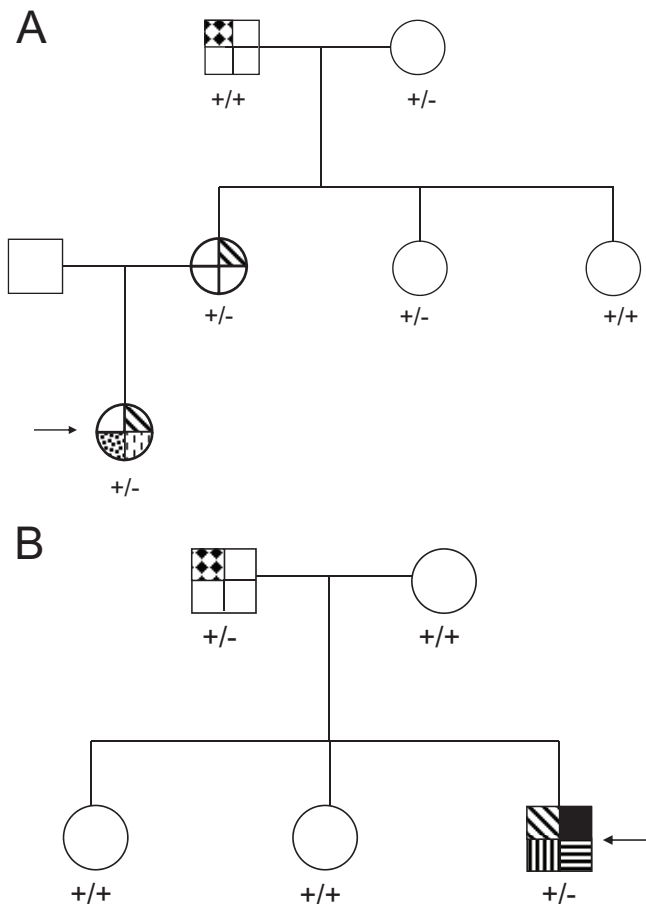 A
+/+ +/-
+/- +/- +/+
+/-
B
+/- +/+
+/+ +/+ +/-